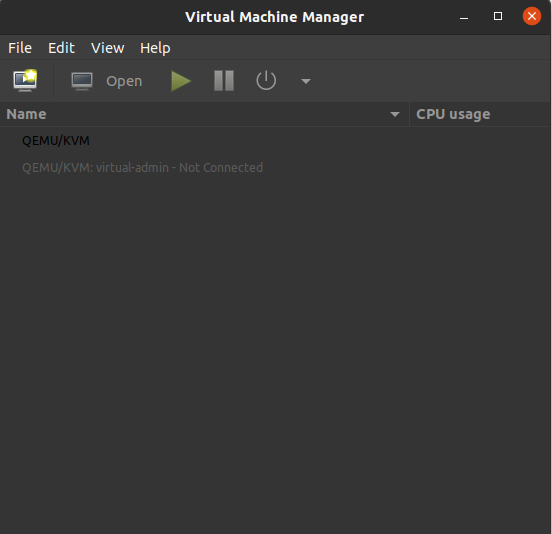 Virtual Machine Manager
File Edit View Help
Open
Name CPU usage
QEMU/KVM
QEMU/KVM: virtual-admin - Not Connected